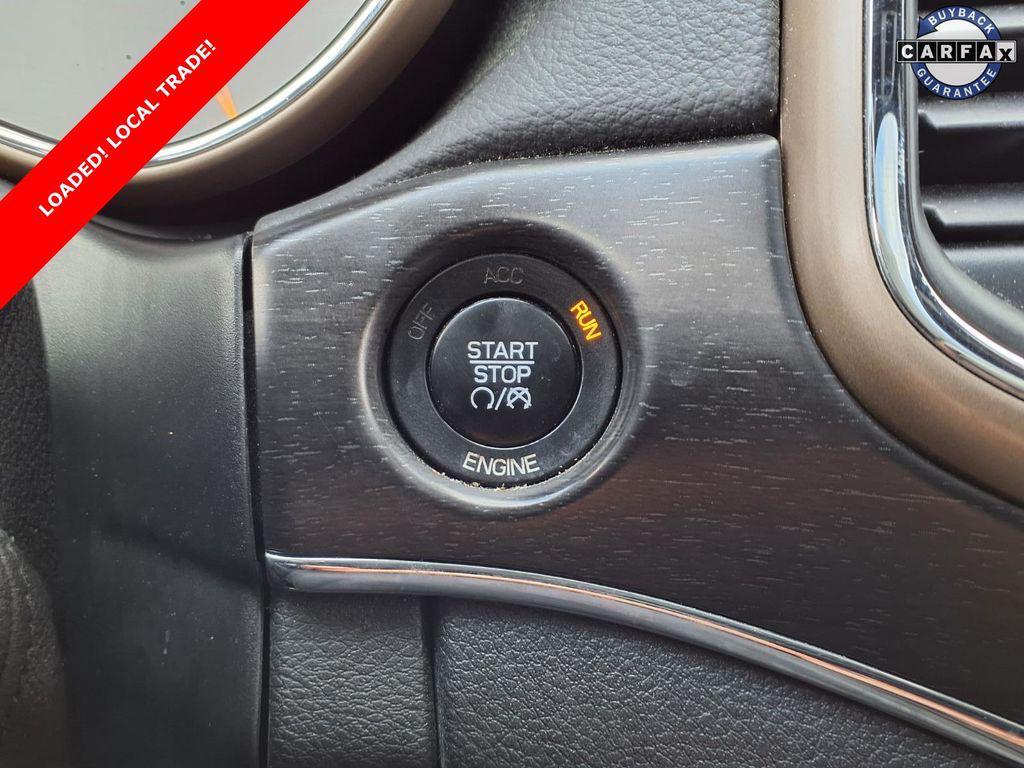 LOADED! LOCAL TRADE!
BUYBACK
CARFAX
GUARANTEE
ACC
OFF
RUN
START
STOP
ENGINE